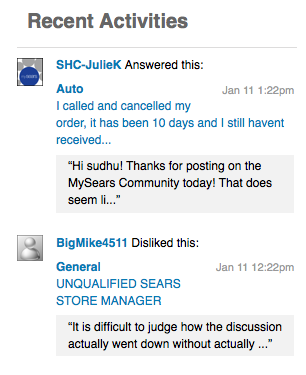 Recent Activities
SHC-JulieK Answered this:
Auto Jan 11 1:22pm
I called and cancelled my
order, it has been 10 days and I still havent
received...
“Hi sudhu! Thanks for posting on the
MySears Community today! That does
seem li...”
BigMike4511 Disliked this:
General Jan 11 12:22pm
UNQUALIFIED SEARS
STORE MANAGER
“It is difficult to judge how the discussion
actually went down without actually ...”